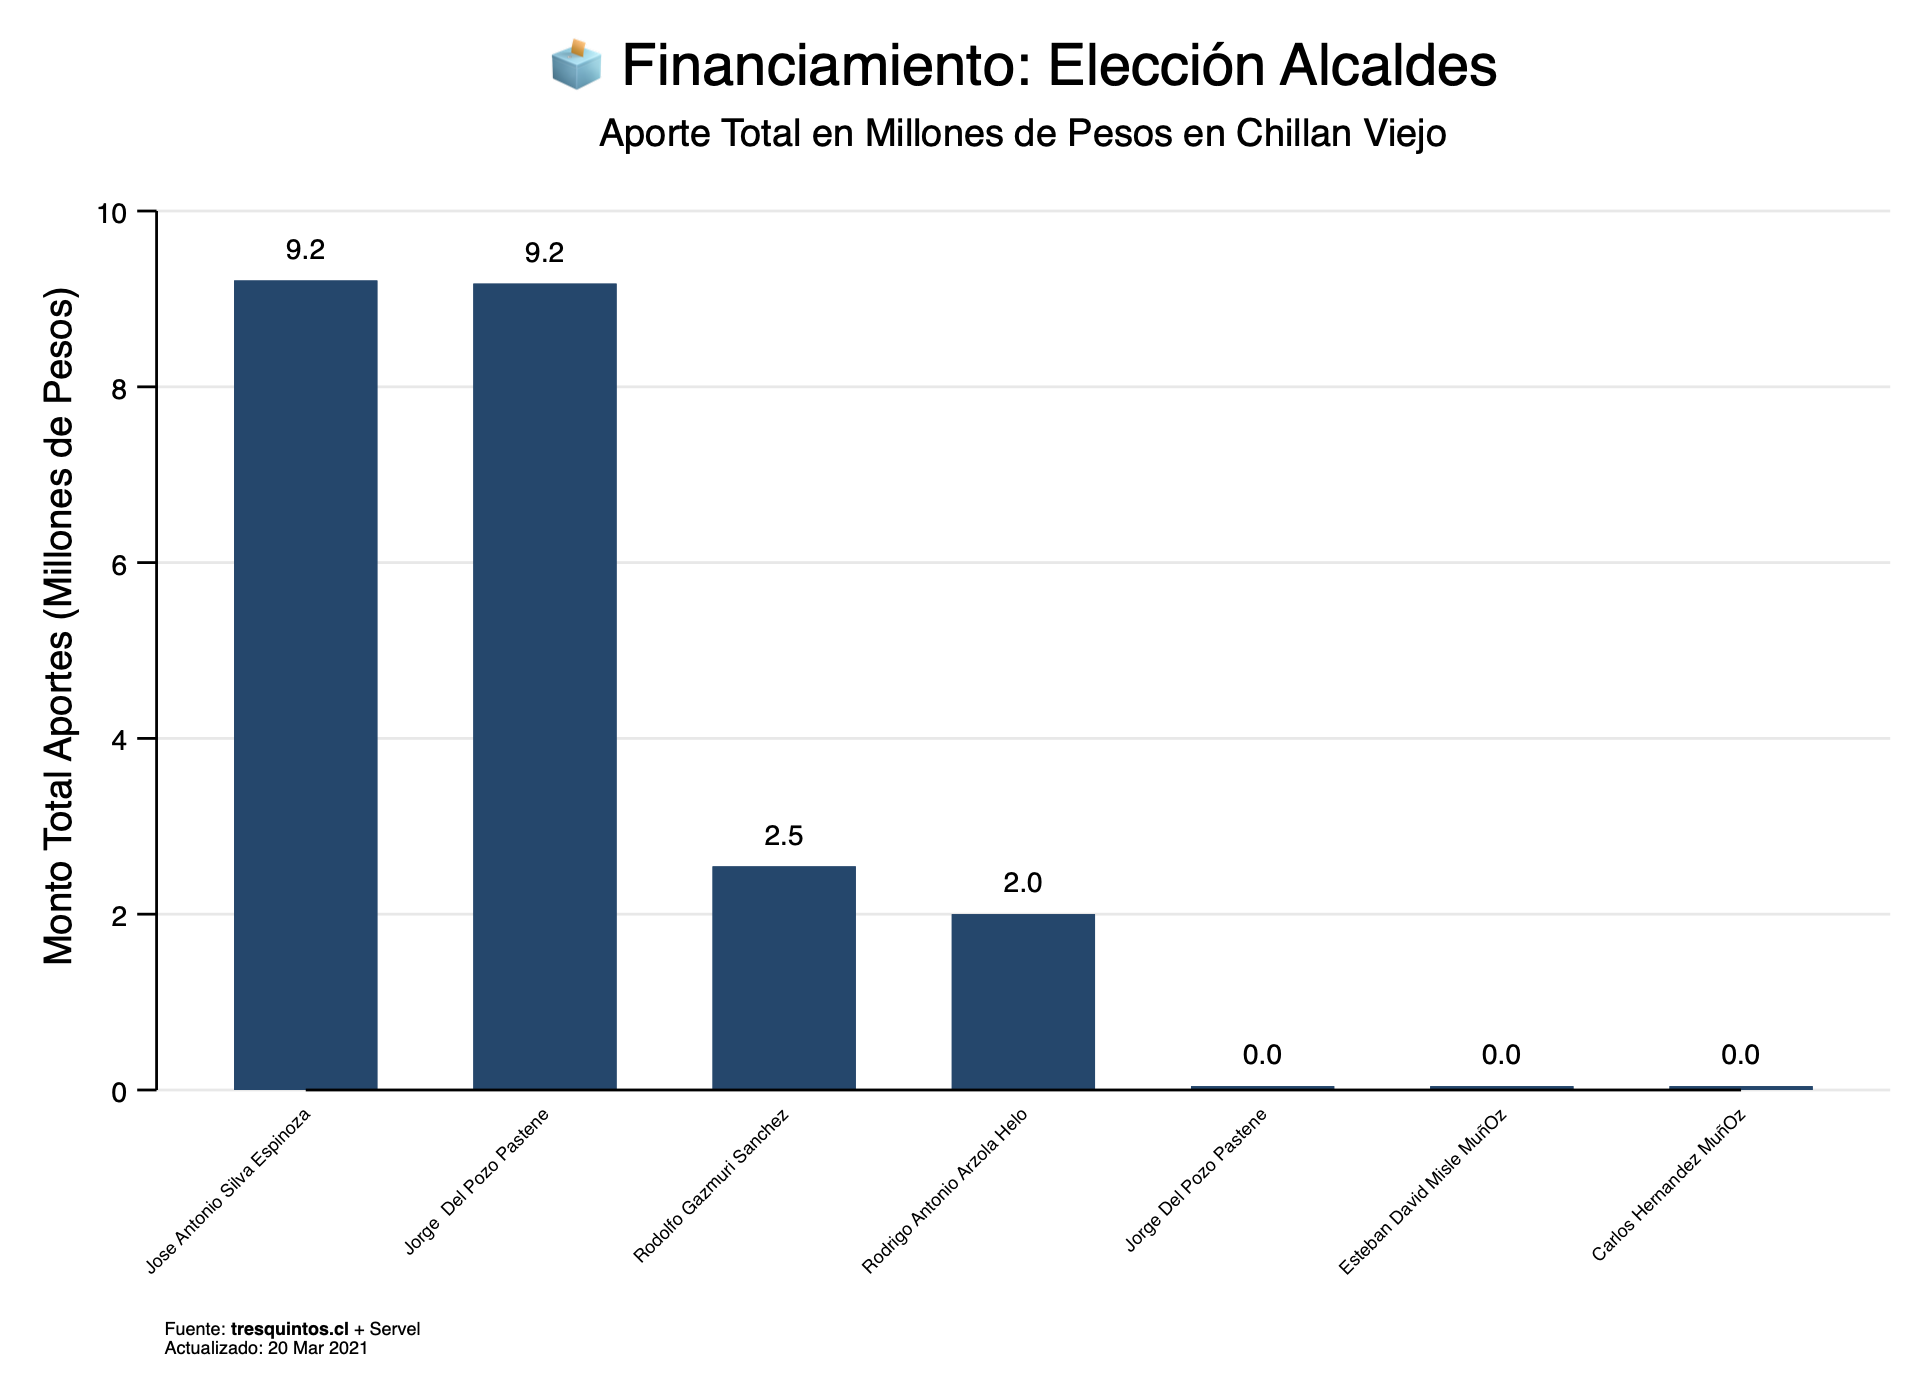 Financiamiento: Elección Alcaldes
Aporte Total en Millones de Pesos en Chillan Viejo
Monto Total Aportes (Millones de Pesos)
10
8
6
4
2
0
9.2
9.2
2.5
2.0
0.0
0.0
0.0
Jose Antonio Silva Espinoza
Jorge  Del Pozo Pastene
Rodolfo Gazmuri Sanchez
Rodrigo Antonio Arzola Helo
Jorge Del Pozo Pastene
Esteban David Misle MuñOz
Carlos Hernandez MuñOz
Fuente: tresquintos.cl + Servel
Actualizado: 20 Mar 2021